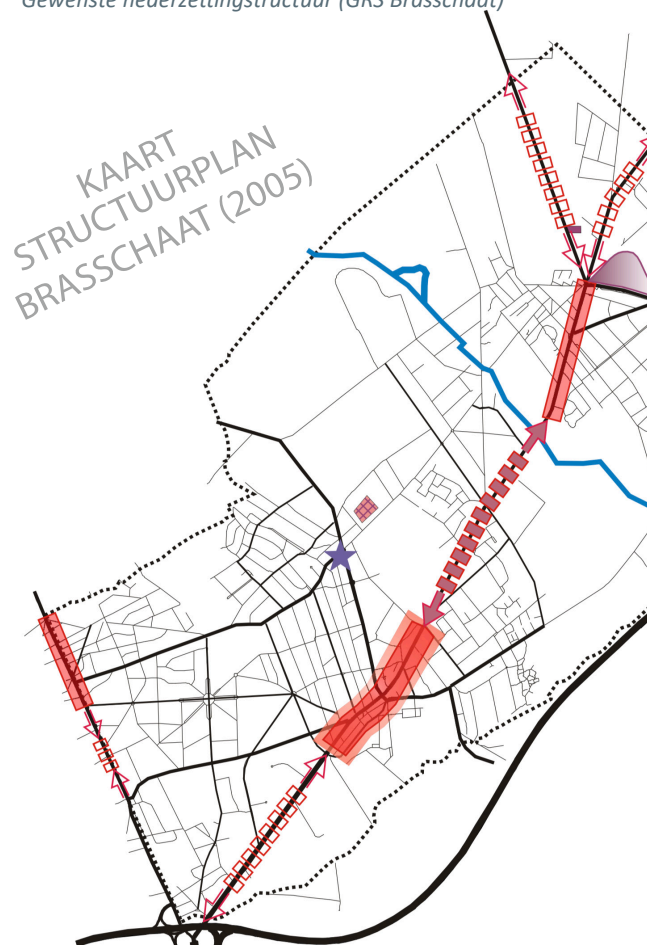 Gewenste nederzettingstructuur (GRS Brasschaat)
KAART
STRUCTUURPLAN
BRASSCHAAT (2005)